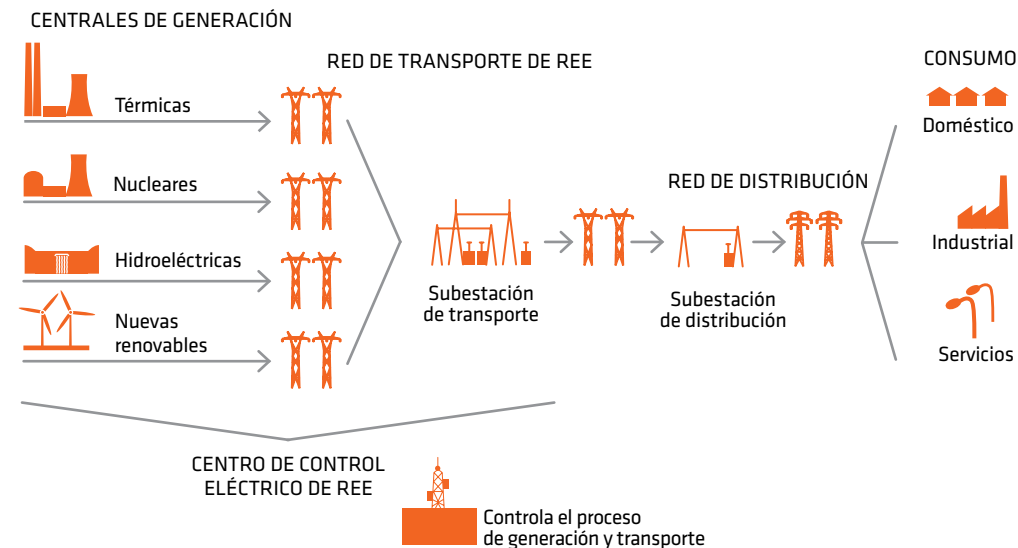 CENTRALES DE GENERACIÓN
RED DE TRANSPORTE DE REE
CONSUMO
Térmicas
Doméstico
Nucleares
RED DE DISTRIBUCIÓN
Hidroeléctricas
Industrial
Subestación
de transporte
Subestación
de distribución
Nuevas
renovables
Servicios
CENTRO DE CONTROL
ELÉCTRICO DE REE
Controla el proceso
de generación y transporte